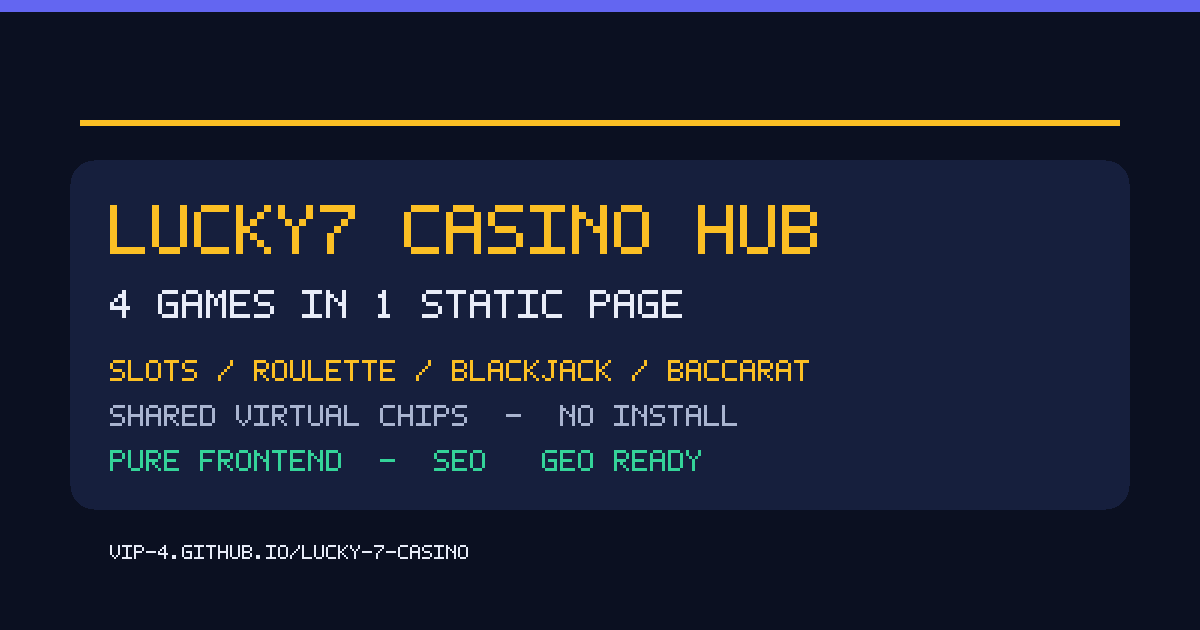 LUCKY7 CASINO HUB
4 GAMES IN 1 STATIC PAGE
SLOTS / ROULETTE / BLACKJACK / BACCARAT
SHARED VIRTUAL CHIPS - NO INSTALL
PURE FRONTEND - SEO GEO READY
VIP-4.GITHUB.IO/LUCKY-7-CASINO